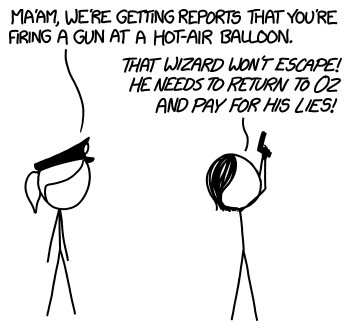 MA'AM, WE'RE GETTING REPORTS THAT YOU'RE
FIRING A GUN AT A HOT-AIR BALLOON.
THAT WIZARD WON'T ESCAPE!
HE NEEDS TO RETURN TO OZ
AND PAY FOR HIS LIES!